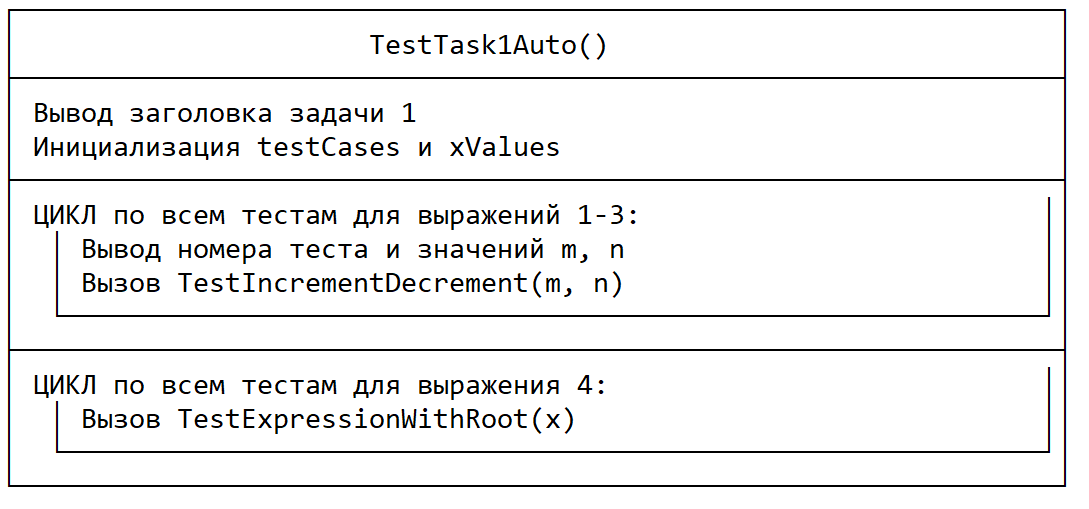 TestTask1Auto()
Вывод заголовка задачи 1
Инициализация testCases и xValues
ЦИКЛ по всем тестам для выражений 1-3:
Вывод номера теста и значений m, n
Вызов TestIncrementDecrement(m, n)
ЦИКЛ по всем тестам для выражения 4:
Вызов TestExpressionWithRoot(x)